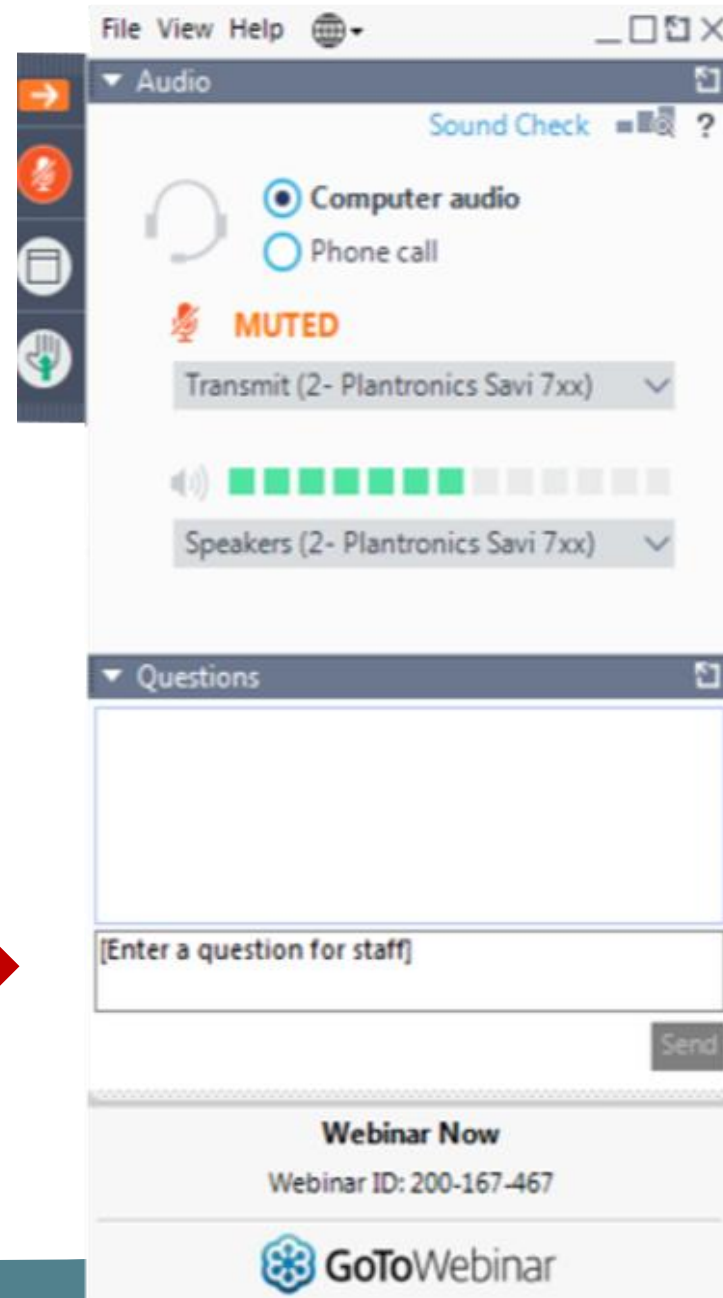 File View Help
Audio
Sound Check ?
Computer audio
Phone call
MUTED
Transmit (2- Plantronics Savi 7xx)
Speakers (2- Plantronics Savi 7xx)
Questions
[Enter a question for staff]
Send
Webinar Now
Webinar ID: 200-167-467
GoToWebinar